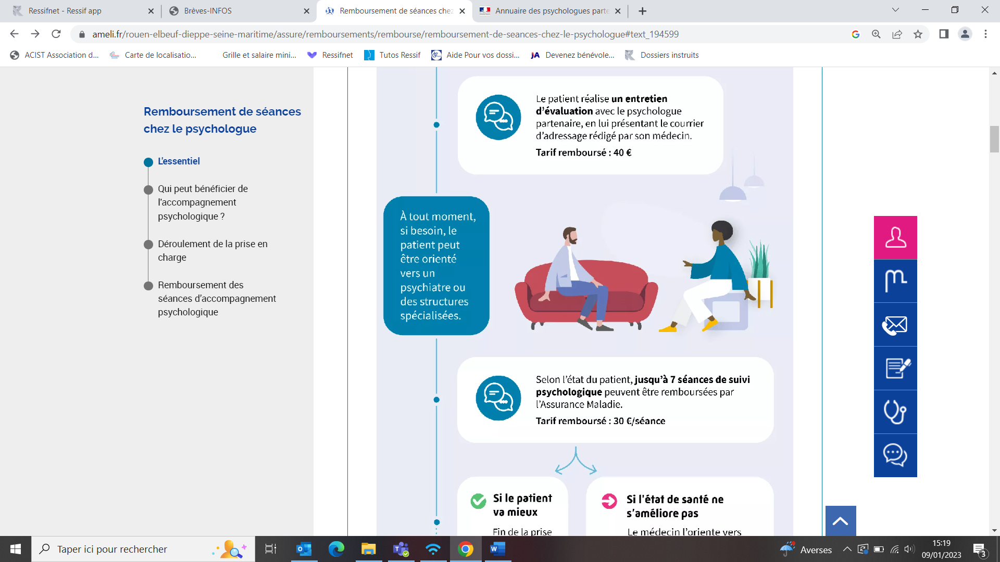 Ressifnet - Ressif app
Brèves-INFOS
Remboursement de séances chez
Annuaire des psychologues parte
ameli.fr/rouen-elbeuf-dieppe-seine-maritime/assure/remboursements/rembourse/remboursement-de-seances-chez-le-psychologue#text_194599
ACIST Association d...
Carte de localisatio...
Grille et salaire mini...
Ressifnet
Tutos Ressif
Aide Pour vos dossi...
Devenez bénévole...
Dossiers instruits
Remboursement de séances
chez le psychologue
L'essentiel
Qui peut bénéficier de
l'accompagnement
psychologique ?
Déroulement de la prise en
charge
Remboursement des
séances d'accompagnement
psychologique
Le patient réalise un entretien
d'évaluation avec le psychologue
partenaire, en lui présentant le courrier
d'adressage rédigé par son médecin.
Tarif remboursé : 40 €
À tout moment,
si besoin, le
patient peut
être orienté
vers un
psychiatre ou
des structures
spécialisées.
Selon l'état du patient, jusqu'à 7 séances de suivi
psychologique peuvent être remboursées par
l'Assurance Maladie.
Tarif remboursé : 30 €/séance
Si le patient
va mieux
Fin de la prise
Si l'état de santé ne
s'améliore pas
Le médecin l'oriente vers
Taper ici pour rechercher
Averses
15:19
09/01/2023
3